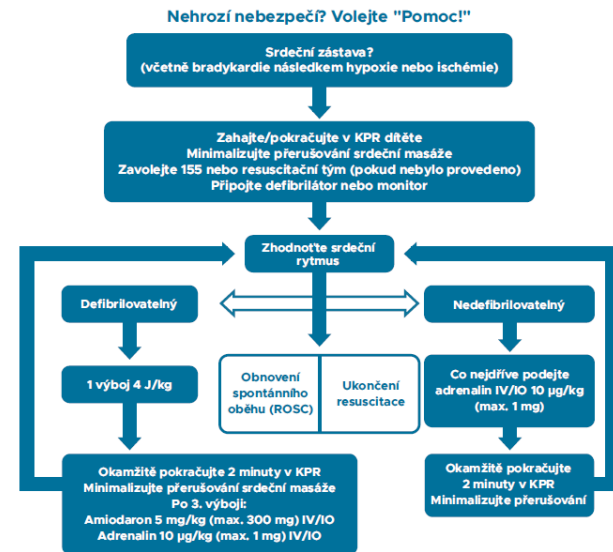 Nehrozí nebezpečí? Volejte "Pomoc!"
Srdeční zástava?
(včetně bradykardie následkem hypoxie nebo ischémie)
Zahajte/pokračujte v KPR dítěte
Minimalizujte přerušování srdeční masáže
Zavolejte 155 nebo resuscitační tým (pokud nebylo provedeno)
Připojte defibrilátor nebo monitor
Zhodnoťte srdeční
rytmus
Defibrilovatelný
Nedefibrilovatelný
1 výboj 4 J/kg
Obnovení
spontánního
oběhu (ROSC)
Ukončení
resuscitace
Co nejdříve podejte
adrenalin IV/IO 10 µg/kg
(max. 1 mg)
Okamžitě pokračujte 2 minuty v KPR
Minimalizujte přerušování srdeční masáže
Po 3. výboji:
Amiodaron 5 mg/kg (max. 300 mg) IV/IO
Adrenalin 10 µg/kg (max. 1 mg) IV/IO
Okamžitě pokračujte
2 minuty v KPR
Minimalizujte přerušování